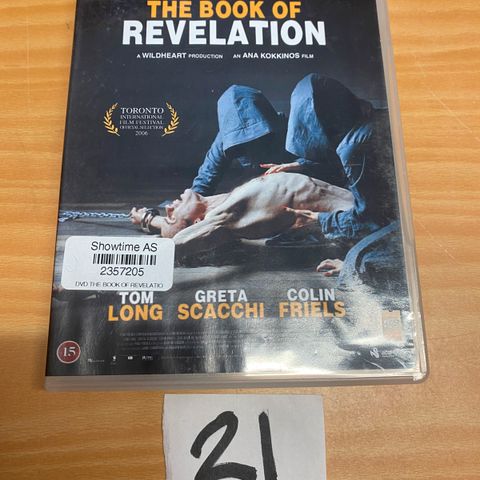 THE BOOK OF
REVELATION
A WILDHEART PRODUCTION AN ANA KOKKINOS FILM
TORONTO
INTERNATIONAL
FILM FESTIVAL
OFFICIAL SELECTION
2006
Showtime AS
2357205
DVD THE BOOK OF REVELATIO
TOM GRETA COLIN
LONG SCACCHI FRIELS
15
21